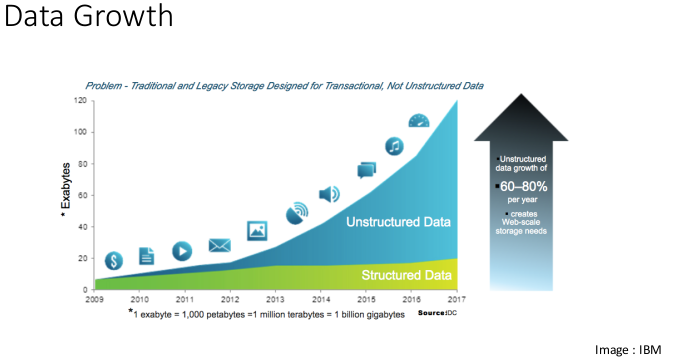 Data Growth
Problem - Traditional and Legacy Storage Designed for Transactional, Not Unstructured Data
120
100
80
60
40
20
0
* Exabytes
$
Unstructured Data
Structured Data
2009 2010 2011 2012 2013 2014 2015 2016 2017
*1 exabyte = 1,000 petabytes =1 million terabytes = 1 billion gigabytes
Source:IDC
• Unstructured
data growth of
• 60–80%
per year
• creates
Web-scale
storage needs
Image : IBM